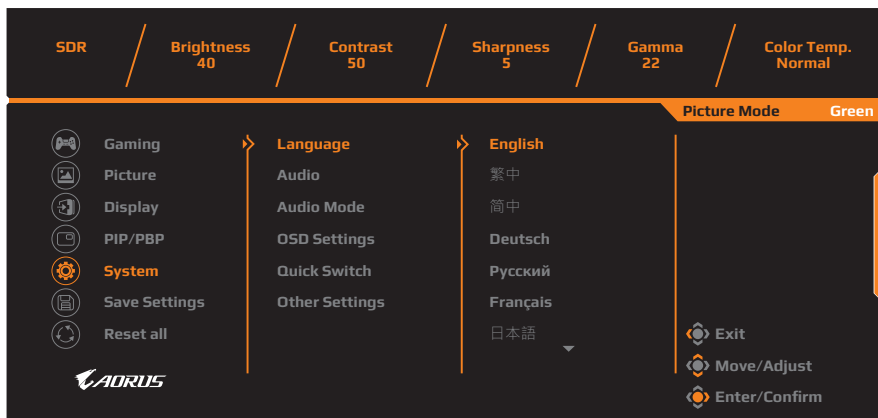 SDR Brightness Contrast Sharpness Gamma Color Temp.
40 50 5 22 Normal
Picture Mode Green
Gaming Language English
Picture Audio 繁中
Display Audio Mode 简中
PIP/PBP OSD Settings Deutsch
System Quick Switch Русский
Save Settings Other Settings Français
Reset all 日本語 Exit
Move/Adjust
AORUS
Enter/Confirm